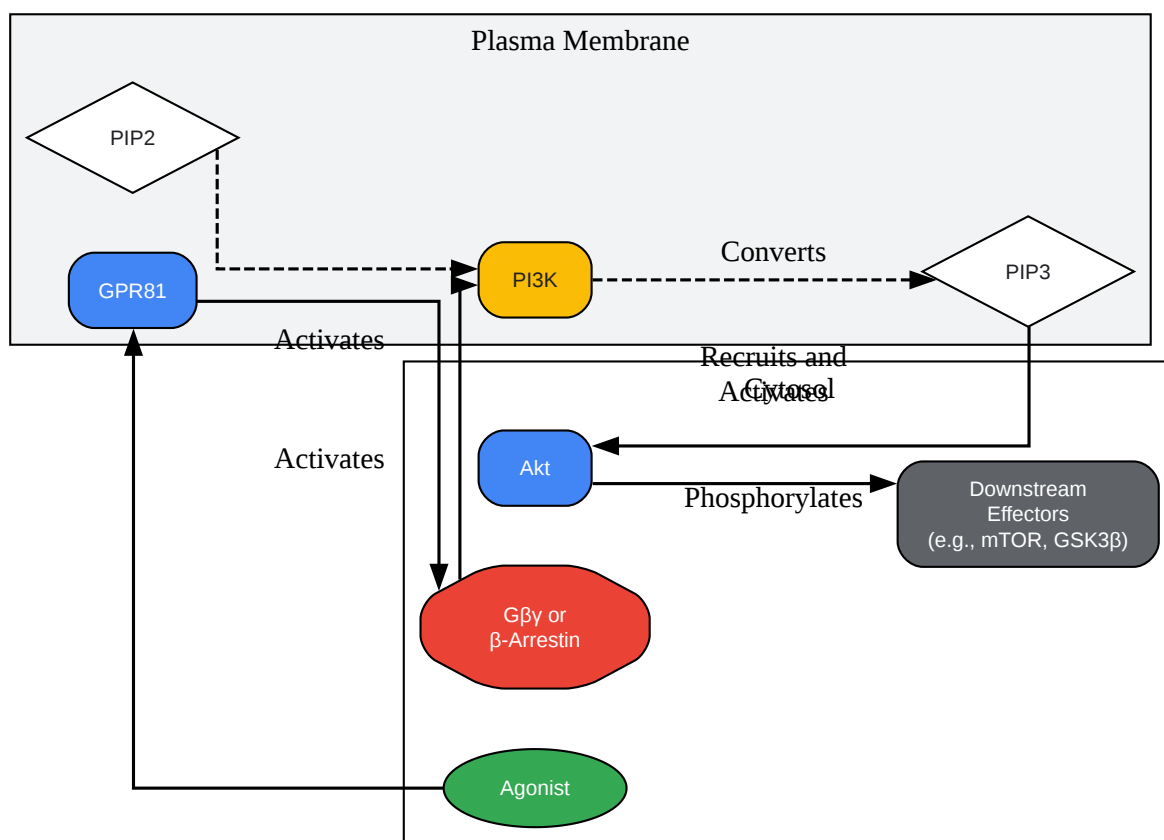 Plasma Membrane
PIP2
GPR81
PI3K
Converts
PIP3
Activates
Recruits and
Activates
Cytosol
Activates
Akt
Phosphorylates
Downstream
Effectors
(e.g., mTOR, GSK3β)
Gβγ or
β-Arrestin
Agonist